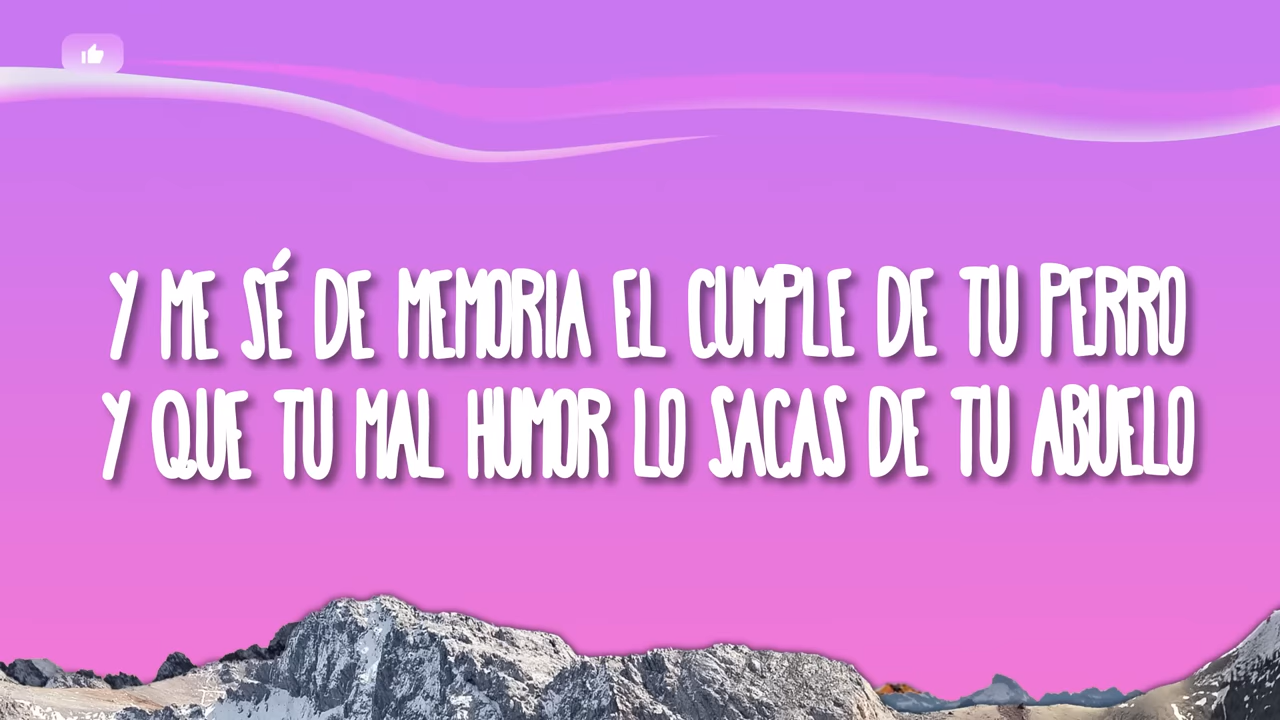 Y ME SÉ DE MEMORIA EL CUMPLE DE TU PERRO
Y QUE TU MAL HUMOR LO SACAS DE TU ABUELO